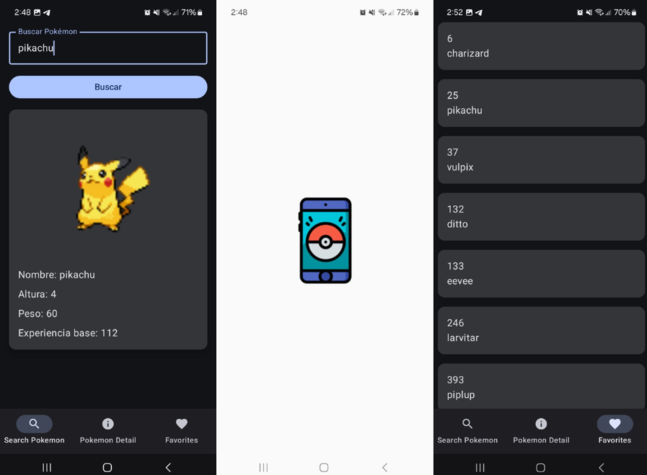 2:48
71%
Buscar Pokémon
pikachu
Buscar
Nombre: pikachu
Altura: 4
Peso: 60
Experiencia base: 112
Search Pokemon
Pokemon Detail
Favorites
2:48
72%
2:52
70%
6
charizard
25
pikachu
37
vulpix
132
ditto
133
eevee
246
larvitar
393
piplup
Search Pokemon
Pokemon Detail
Favorites